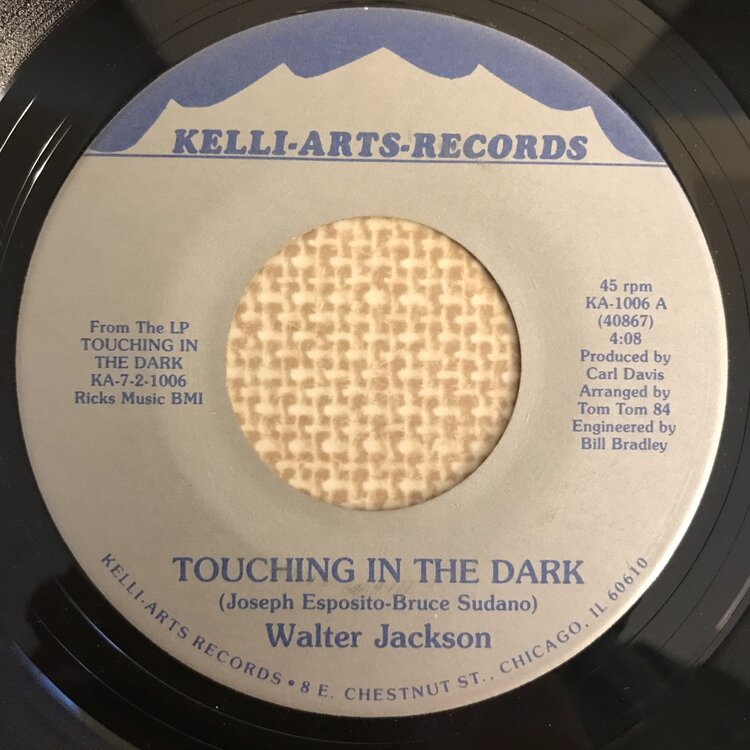 KELLI-ARTS-RECORDS
From The LP
TOUCHING IN
THE DARK
KA-7-2-1006
Ricks Music BMI
45 rpm
KA-1006 A
(40867)
4:08
Produced by
Carl Davis
Arranged by
Tom Tom 84
Engineered by
Bill Bradley
TOUCHING IN THE DARK
(Joseph Esposito-Bruce Sudano)
Walter Jackson
KELLI-ARTS RECORDS • 8 E. CHESTNUT ST., CHICAGO, IL 60610